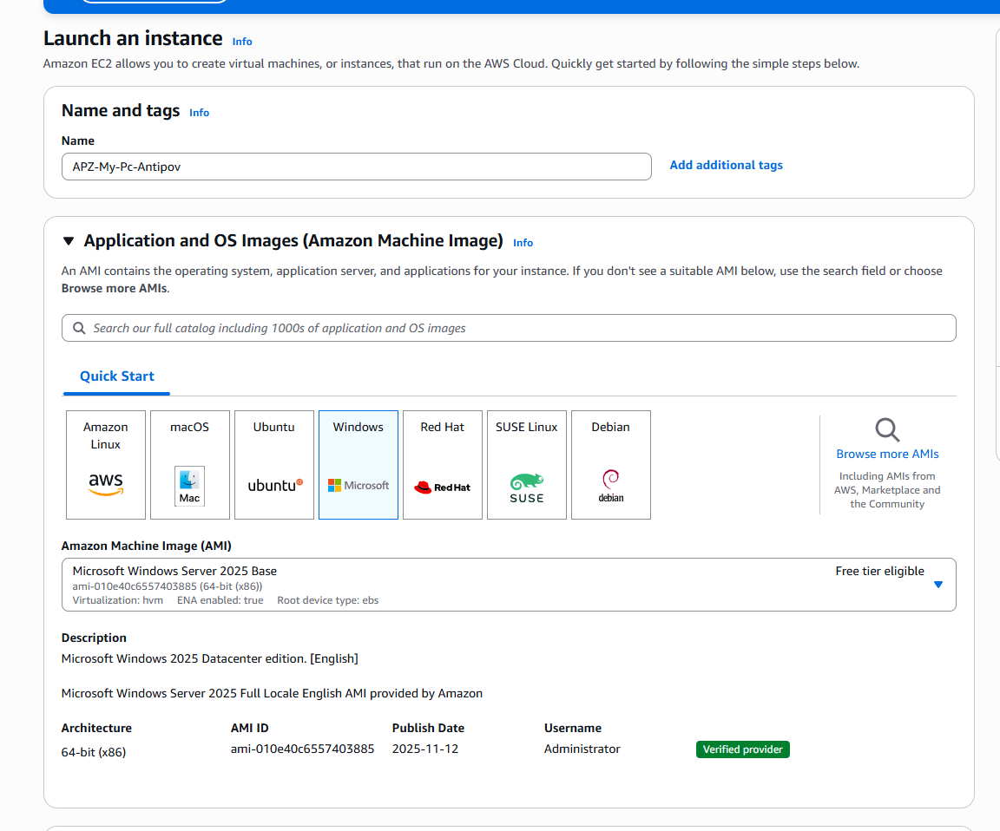 Launch an instance Info
Amazon EC2 allows you to create virtual machines, or instances, that run on the AWS Cloud. Quickly get started by following the simple steps below.
Name and tags Info
Name
APZ-My-Pc-Antipov
Add additional tags
Application and OS Images (Amazon Machine Image) Info
An AMI contains the operating system, application server, and applications for your instance. If you don't see a suitable AMI below, use the search field or choose
Browse more AMIs.
Search our full catalog including 1000s of application and OS images
Quick Start
Amazon
Linux
aws
macOS
Mac
Ubuntu
ubuntu
Windows
Microsoft
Red Hat
Red Hat
SUSE Linux
SUSE
Debian
debian
Browse more AMIs
Including AMIs from
AWS, Marketplace and
the Community
Amazon Machine Image (AMI)
Microsoft Windows Server 2025 Base
Free tier eligible
ami-010e40c6557403885 (64-bit (x86))
Virtualization: hvm ENA enabled: true Root device type: ebs
Description
Microsoft Windows 2025 Datacenter edition. [English]
Microsoft Windows Server 2025 Full Locale English AMI provided by Amazon
Architecture AMI ID Publish Date Username
64-bit (x86) ami-010e40c6557403885 2025-11-12 Administrator Verified provider